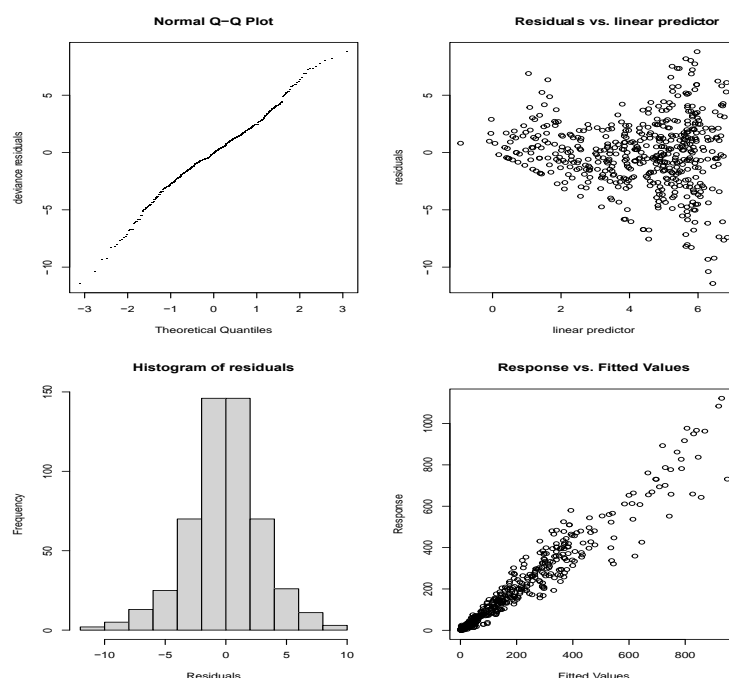 Normal Q−Q Plot
deviance residuals
5
0
−5
−10
−3 −2 −1 0 1 2 3
Theoretical Quantiles
Residuals vs. linear predictor
residuals
5
0
−5
−10
0 2 4 6
linear predictor
Histogram of residuals
Frequency
150
100
50
0
−10 −5 0 5 10
Residuals
Response vs. Fitted Values
Response
1000
800
600
400
200
0
0 200 400 600 800
Fitted Values